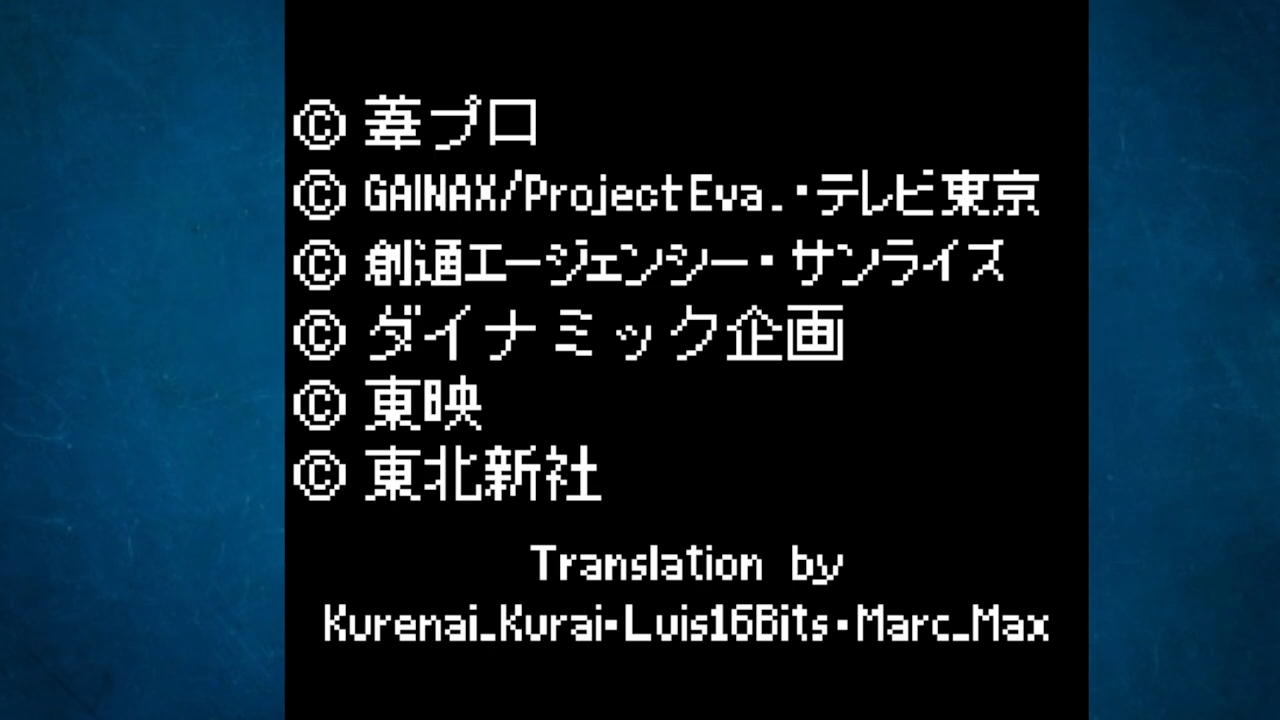 © 葦プロ
© GAINAX/ProjectEva.・テレビ東京
© 創通エージェンシー・サンライズ
© ダイナミック企画
© 東映
© 東北新社
Translation by
Kurenai_Kurai・Luis16Bits・Marc_Max